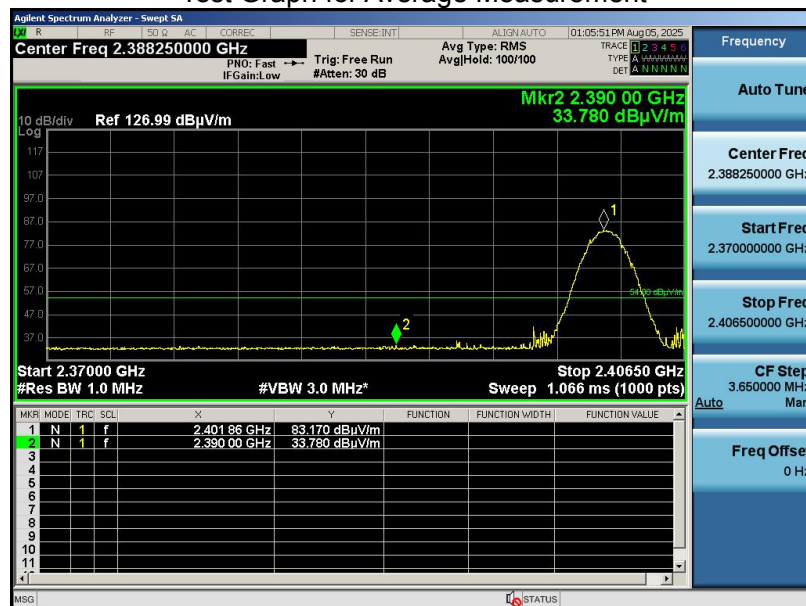 Test Graph for Average Measurement
Agilent Spectrum Analyzer - Swept SA
LXI R RF 50 Ω AC CORREC SENSE:INT ALIGN AUTO 01:05:51 PM Aug 05, 2025
Center Freq 2.388250000 GHz
PNO: Fast
IFGain:Low
Trig: Free Run
#Atten: 30 dB
Avg Type: RMS
Avg|Hold: 100/100
TRACE 1 2 3 4 5 6
TYPE A
DET A N N N N N
Mkr2 2.390 00 GHz
33.780 dBµV/m
10 dB/div Ref 126.99 dBµV/m
Log
117
107
97.0
87.0
77.0
67.0
57.0
47.0
37.0
1
54.00 dBµV/m
2
Start 2.37000 GHz Stop 2.40650 GHz
#Res BW 1.0 MHz #VBW 3.0 MHz* Sweep 1.066 ms (1000 pts)
MKR MODE TRC SCL X Y FUNCTION FUNCTION WIDTH FUNCTION VALUE
1 N 1 f 2.401 86 GHz 83.170 dBµV/m
2 N 1 f 2.390 00 GHz 33.780 dBµV/m
3
4
5
6
7
8
9
10
11
MSG STATUS
Frequency
Auto Tune
Center Freq
2.388250000 GHz
Start Freq
2.370000000 GHz
Stop Freq
2.406500000 GHz
CF Step
3.650000 MHz
Auto Man
Freq Offset
0 Hz